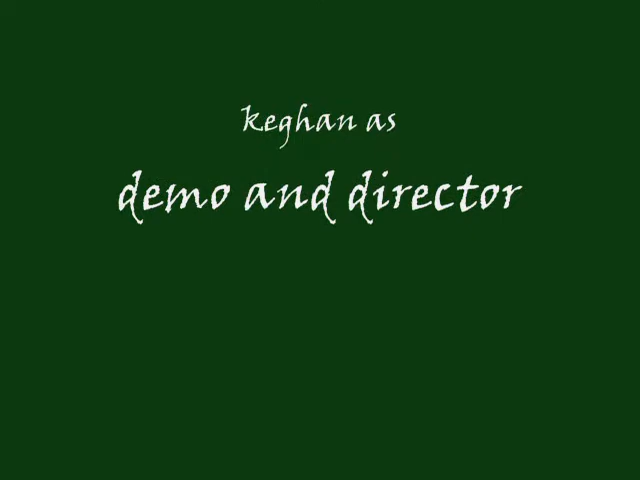 keghan as
demo and director